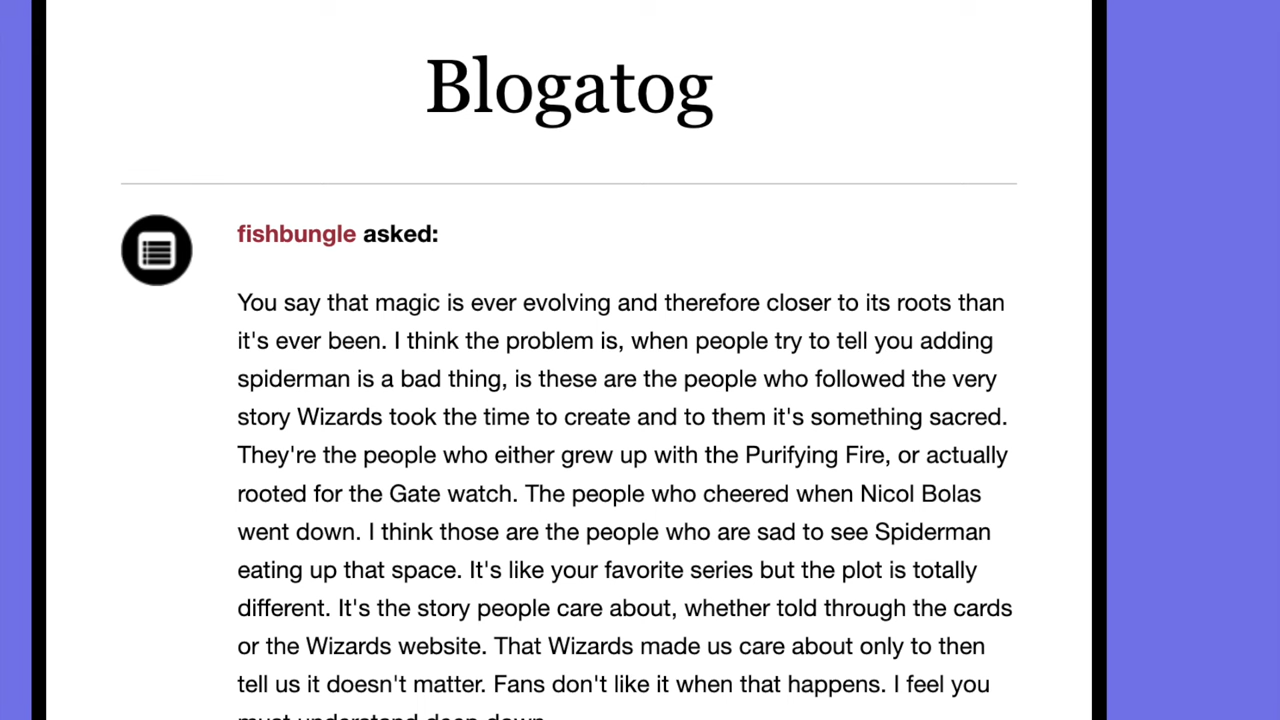 Blogatog
fishbungle asked:
You say that magic is ever evolving and therefore closer to its roots than
it's ever been. I think the problem is, when people try to tell you adding
spiderman is a bad thing, is these are the people who followed the very
story Wizards took the time to create and to them it's something sacred.
They're the people who either grew up with the Purifying Fire, or actually
rooted for the Gate watch. The people who cheered when Nicol Bolas
went down. I think those are the people who are sad to see Spiderman
eating up that space. It's like your favorite series but the plot is totally
different. It's the story people care about, whether told through the cards
or the Wizards website. That Wizards made us care about only to then
tell us it doesn't matter. Fans don't like it when that happens. I feel you
must understand deep down